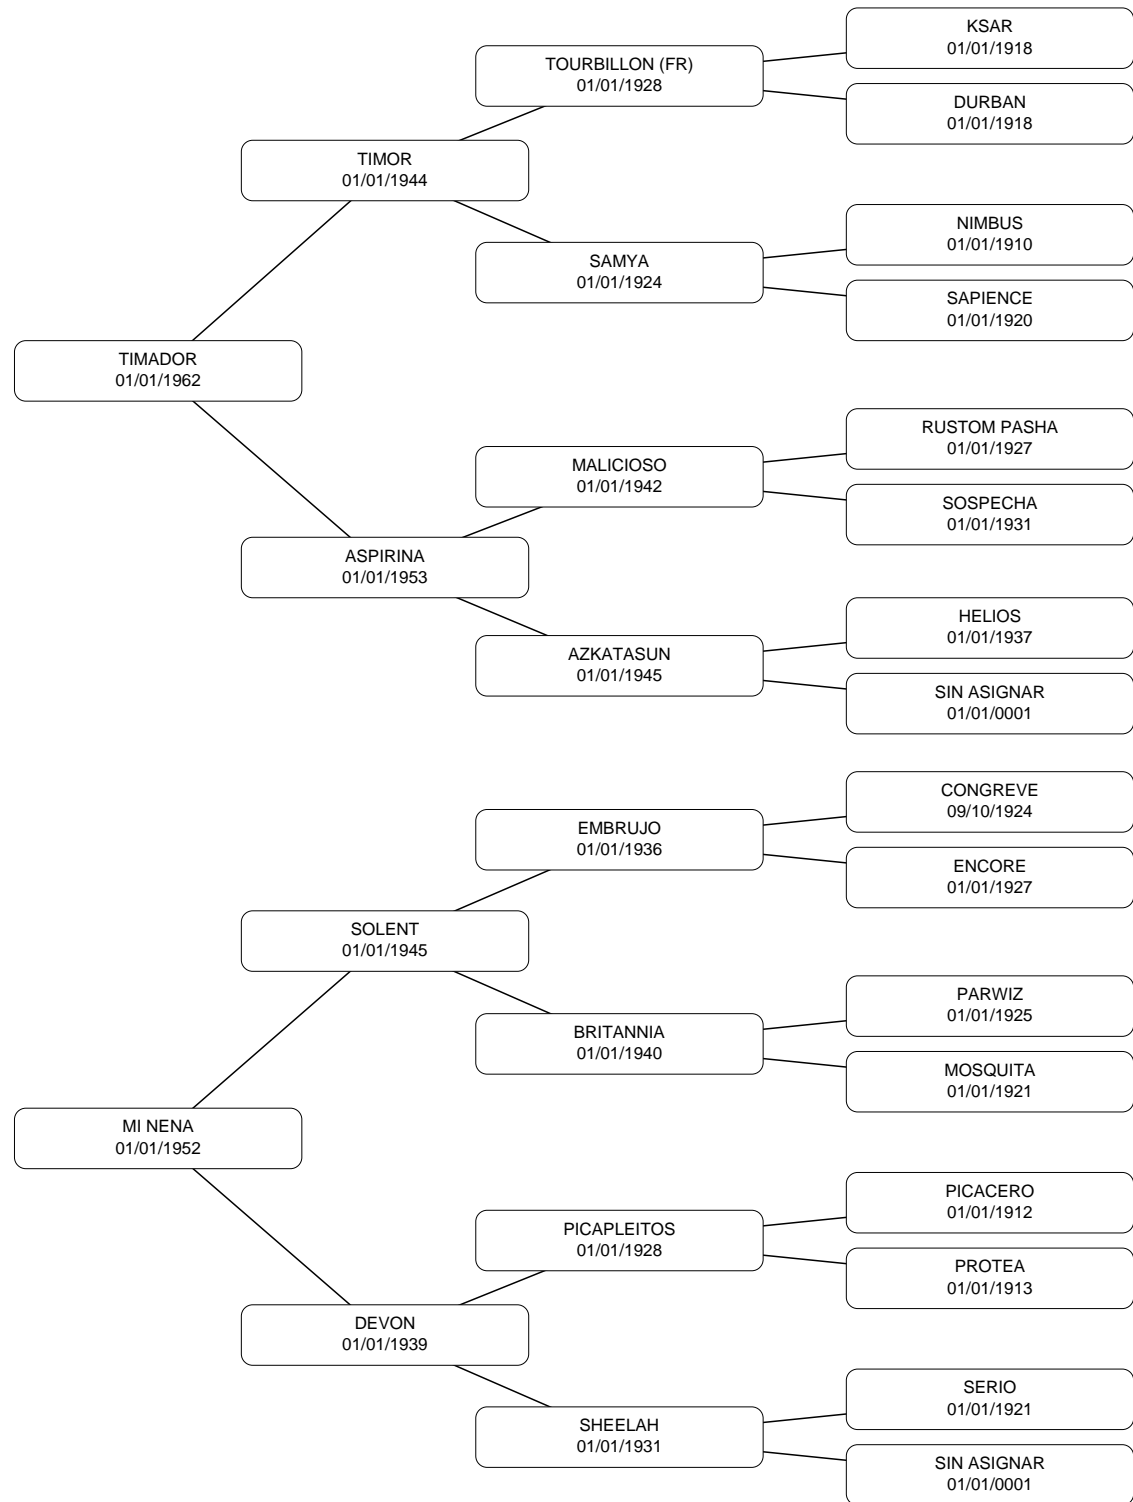 KSAR
01/01/1918
TOURBILLON (FR)
01/01/1928
DURBAN
01/01/1918
TIMOR
01/01/1944
NIMBUS
01/01/1910
SAMYA
01/01/1924
SAPIENCE
01/01/1920
TIMADOR
01/01/1962
RUSTOM PASHA
01/01/1927
MALICIOSO
01/01/1942
SOSPECHA
01/01/1931
ASPIRINA
01/01/1953
HELIOS
01/01/1937
AZKATASUN
01/01/1945
SIN ASIGNAR
01/01/0001
CONGREVE
09/10/1924
EMBRUJO
01/01/1936
ENCORE
01/01/1927
SOLENT
01/01/1945
PARWIZ
01/01/1925
BRITANNIA
01/01/1940
MOSQUITA
01/01/1921
MI NENA
01/01/1952
PICACERO
01/01/1912
PICAPLEITOS
01/01/1928
PROTEA
01/01/1913
DEVON
01/01/1939
SERIO
01/01/1921
SHEELAH
01/01/1931
SIN ASIGNAR
01/01/0001